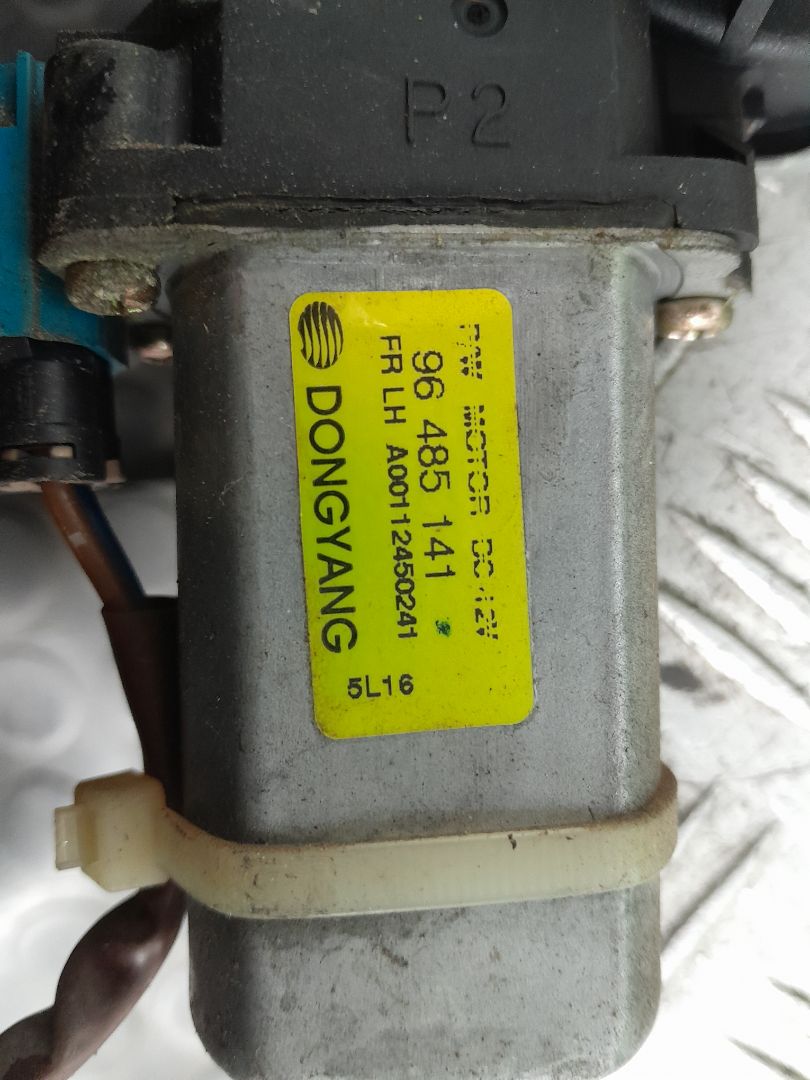 P2
P/W MOTOR DC 12V
96 485 141
FR LH A00112450241
DONGYANG
5L16